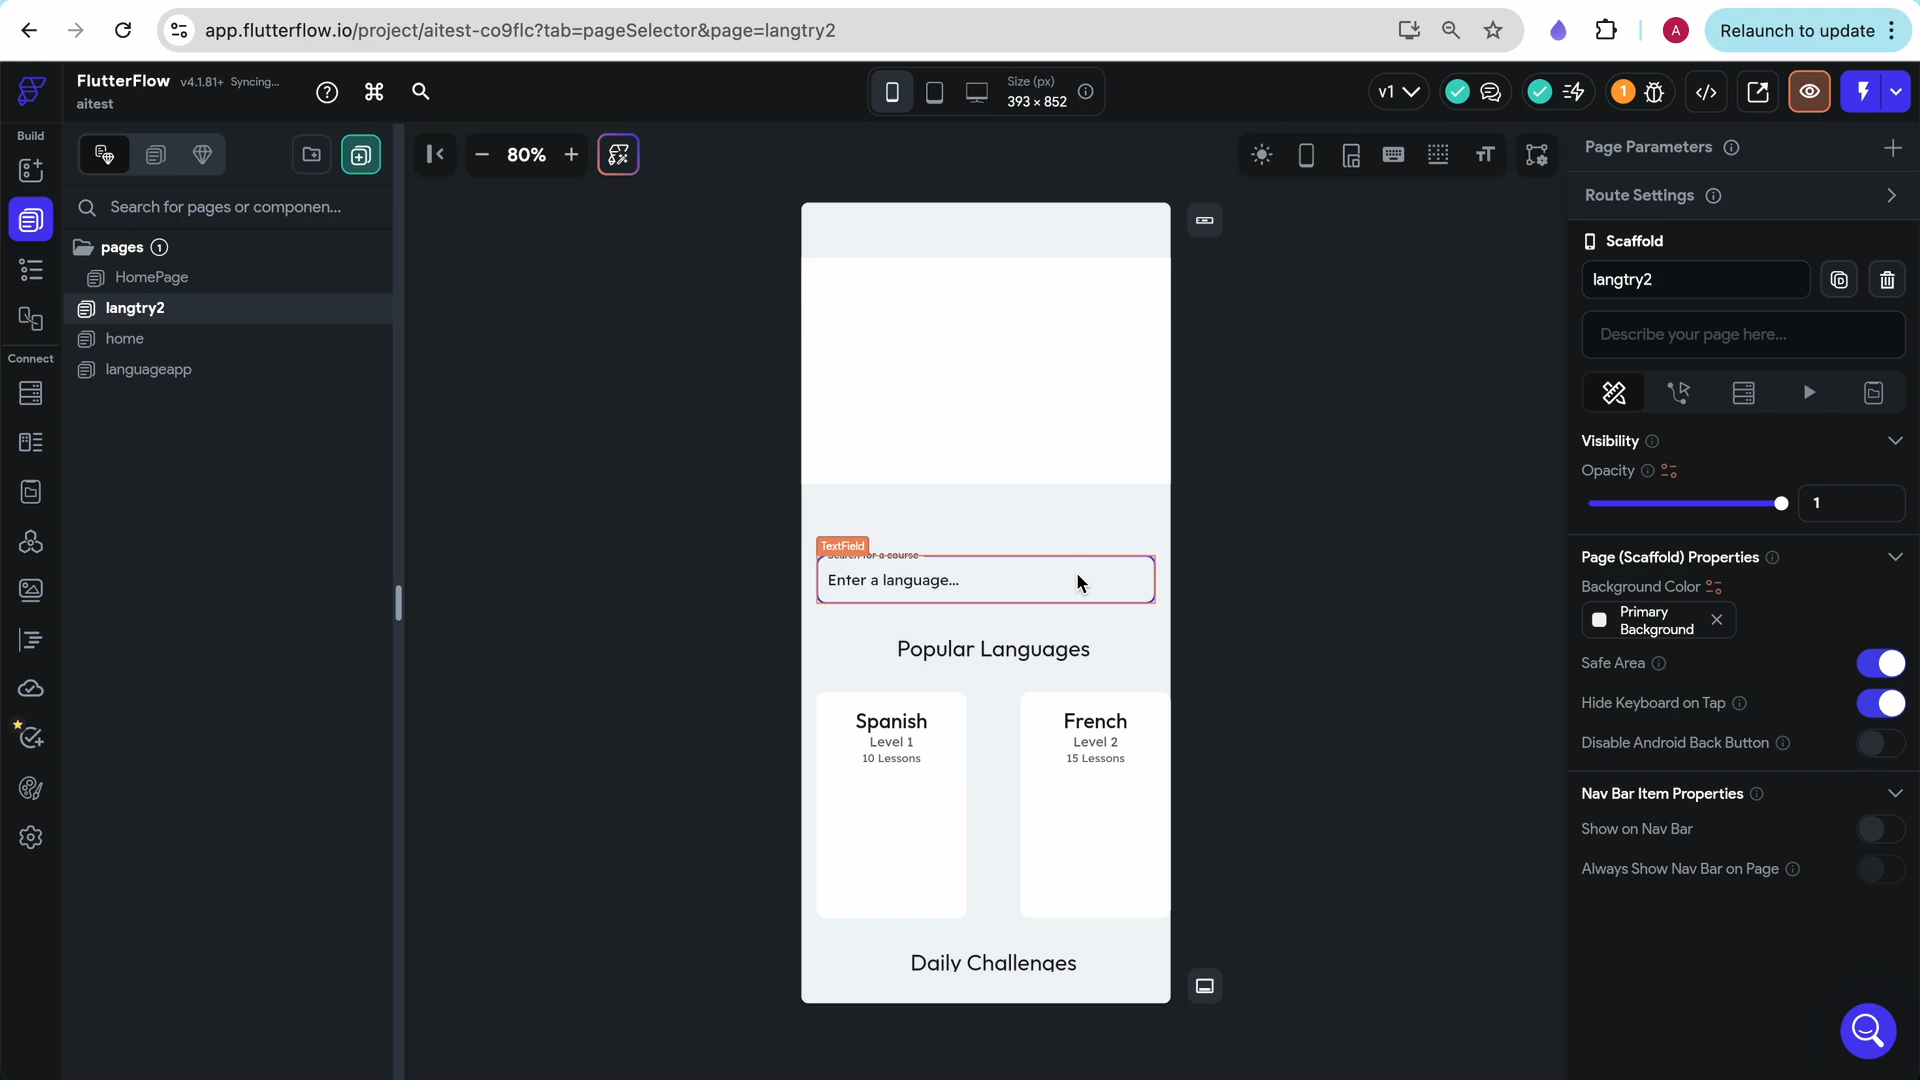 app.flutterflow.io/project/aitest-co9flc?tab=pageSelector&page=langtry2
A
Relaunch to update
FlutterFlow v4.1.81+ Syncing...
aitest
Size (px)
393 × 852
v1
1
Build
80%
Page Parameters
Search for pages or componen...
Route Settings
pages 1
Scaffold
HomePage
langtry2
langtry2
home
Describe your page here...
Connect
languageapp
Visibility
Opacity
1
TextField
Search for a course
Enter a language...
Page (Scaffold) Properties
Background Color
Primary
Background
Popular Languages
Safe Area
Hide Keyboard on Tap
Spanish
French
Level 1
Level 2
Disable Android Back Button
10 Lessons
15 Lessons
Nav Bar Item Properties
Show on Nav Bar
Always Show Nav Bar on Page
Daily Challenges